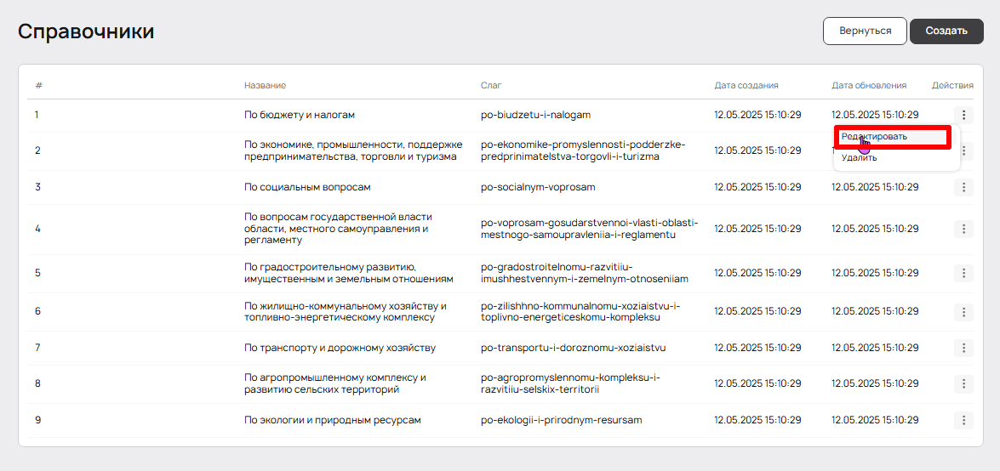 Справочники
Вернуться
Создать
# Название Слаг Дата создания Дата обновления Действия
1 По бюджету и налогам po-biudzetu-i-nalogam 12.05.2025 15:10:29 12.05.2025 15:10:29
Редактировать
Удалить
2 По экономике, промышленности, поддержке po-ekonomike-promyslennosti-podderzke-
предпринимательства, торговли и туризма predprinimatelstva-torgovli-i-turizma 12.05.2025 15:10:29
3 По социальным вопросам po-socialnym-voprosam 12.05.2025 15:10:29 12.05.2025 15:10:29
4 По вопросам государственной власти po-voprosam-gosudarstvennoi-vlasti-oblasti-
области, местного самоуправления и mestnogo-samoupravleniia-i-reglamentu 12.05.2025 15:10:29 12.05.2025 15:10:29
регламенту
5 По градостроительному развитию, po-gradostroitelnomu-razvitiiu-
имущественным и земельным отношениям imushhestvennym-i-zemelnym-otnoseniiam 12.05.2025 15:10:29 12.05.2025 15:10:29
6 По жилищно-коммунальному хозяйству и po-zilishhno-kommunalnomu-xoziaistvu-i-
топливно-энергетическому комплексу toplivno-energeticeskomu-kompleksu 12.05.2025 15:10:29 12.05.2025 15:10:29
7 По транспорту и дорожному хозяйству po-transportu-i-doroznomu-xoziaistvu 12.05.2025 15:10:29 12.05.2025 15:10:29
8 По агропромышленному комплексу и po-agropromyslennomu-kompleksu-i-
развитию сельских территорий razvitiiu-selskix-territorii 12.05.2025 15:10:29 12.05.2025 15:10:29
9 По экологии и природным ресурсам po-ekologii-i-prirodnym-resursam 12.05.2025 15:10:29 12.05.2025 15:10:29